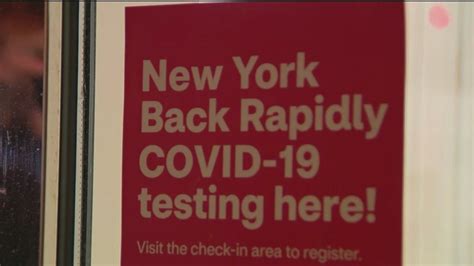 New York
Back Rapidly
COVID-19
testing here!
Visit the check-in area to register.